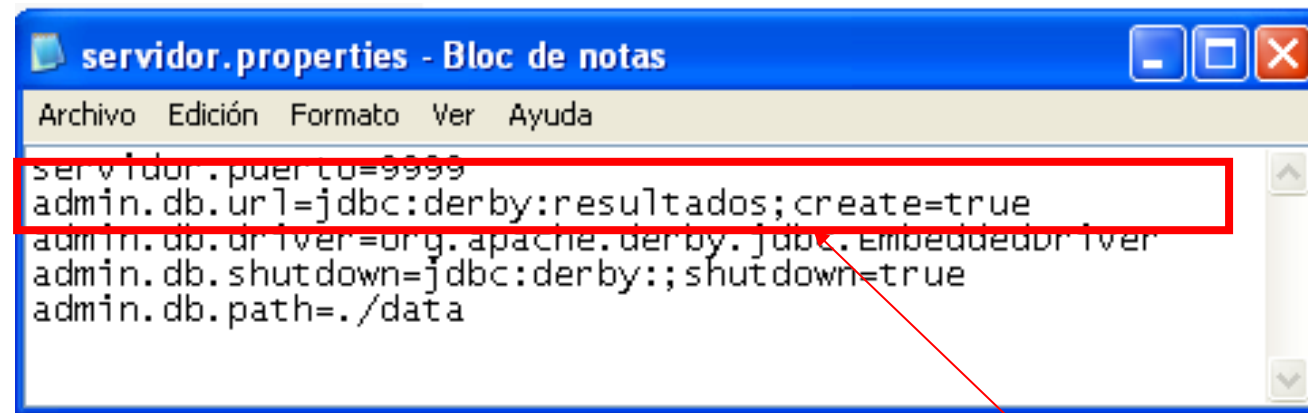 servidor.properties - Bloc de notas
Archivo Edición Formato Ver Ayuda
servidor.puerto=9999
admin.db.url=jdbc:derby:resultados;create=true
admin.db.driver=org.apache.derby.jdbc.EmbeddedDriver
admin.db.shutdown=jdbc:derby:;shutdown=true
admin.db.path=./data